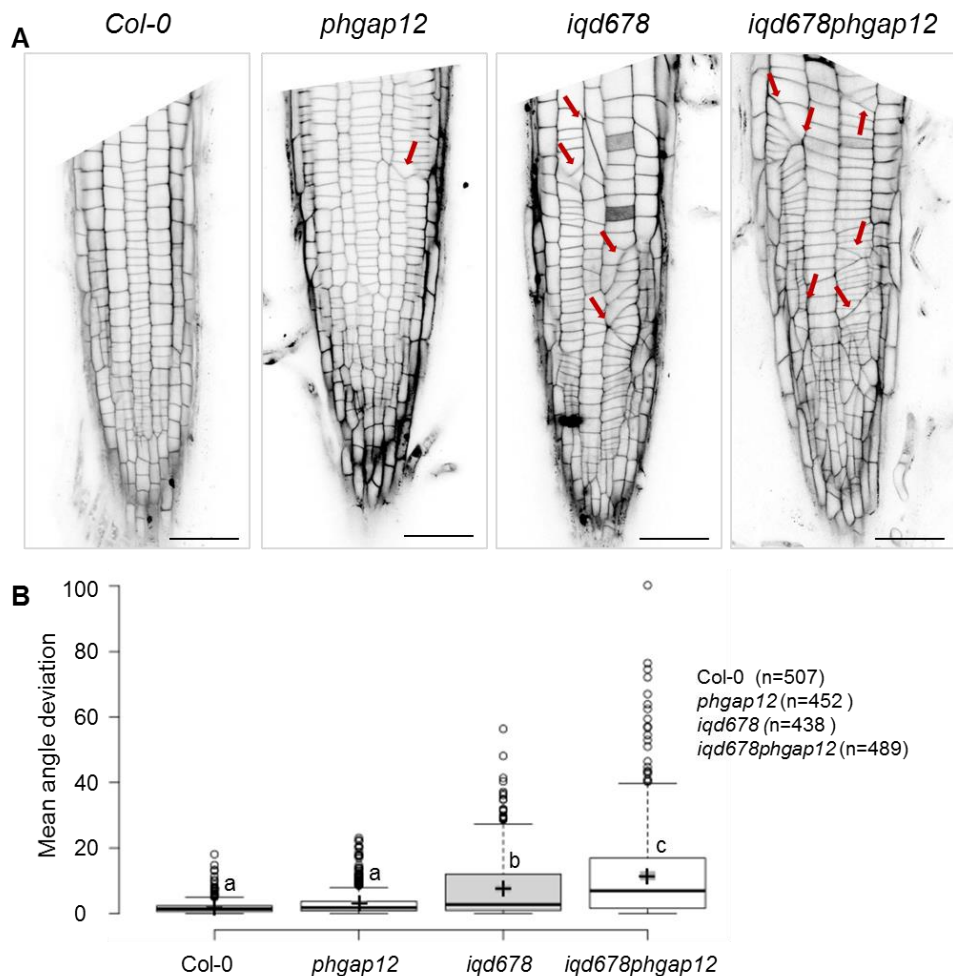 Col-0 phgap12 iqd678 iqd678phgap12
A
B
100
80
60
40
20
0
Mean angle deviation
a
a
b
c
Col-0 (n=507)
phgap12 (n=452 )
iqd678 (n=438 )
iqd678phgap12 (n=489)
Col-0 phgap12 iqd678 iqd678phgap12